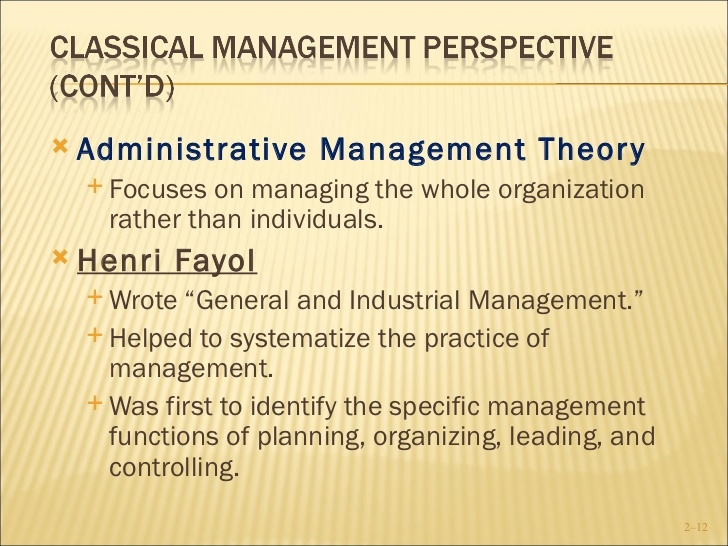 CLASSICAL MANAGEMENT PERSPECTIVE
(CONT’D)
Administrative Management Theory
Focuses on managing the whole organization
rather than individuals.
Henri Fayol
Wrote “General and Industrial Management.”
Helped to systematize the practice of
management.
Was first to identify the specific management
functions of planning, organizing, leading, and
controlling.
2–12